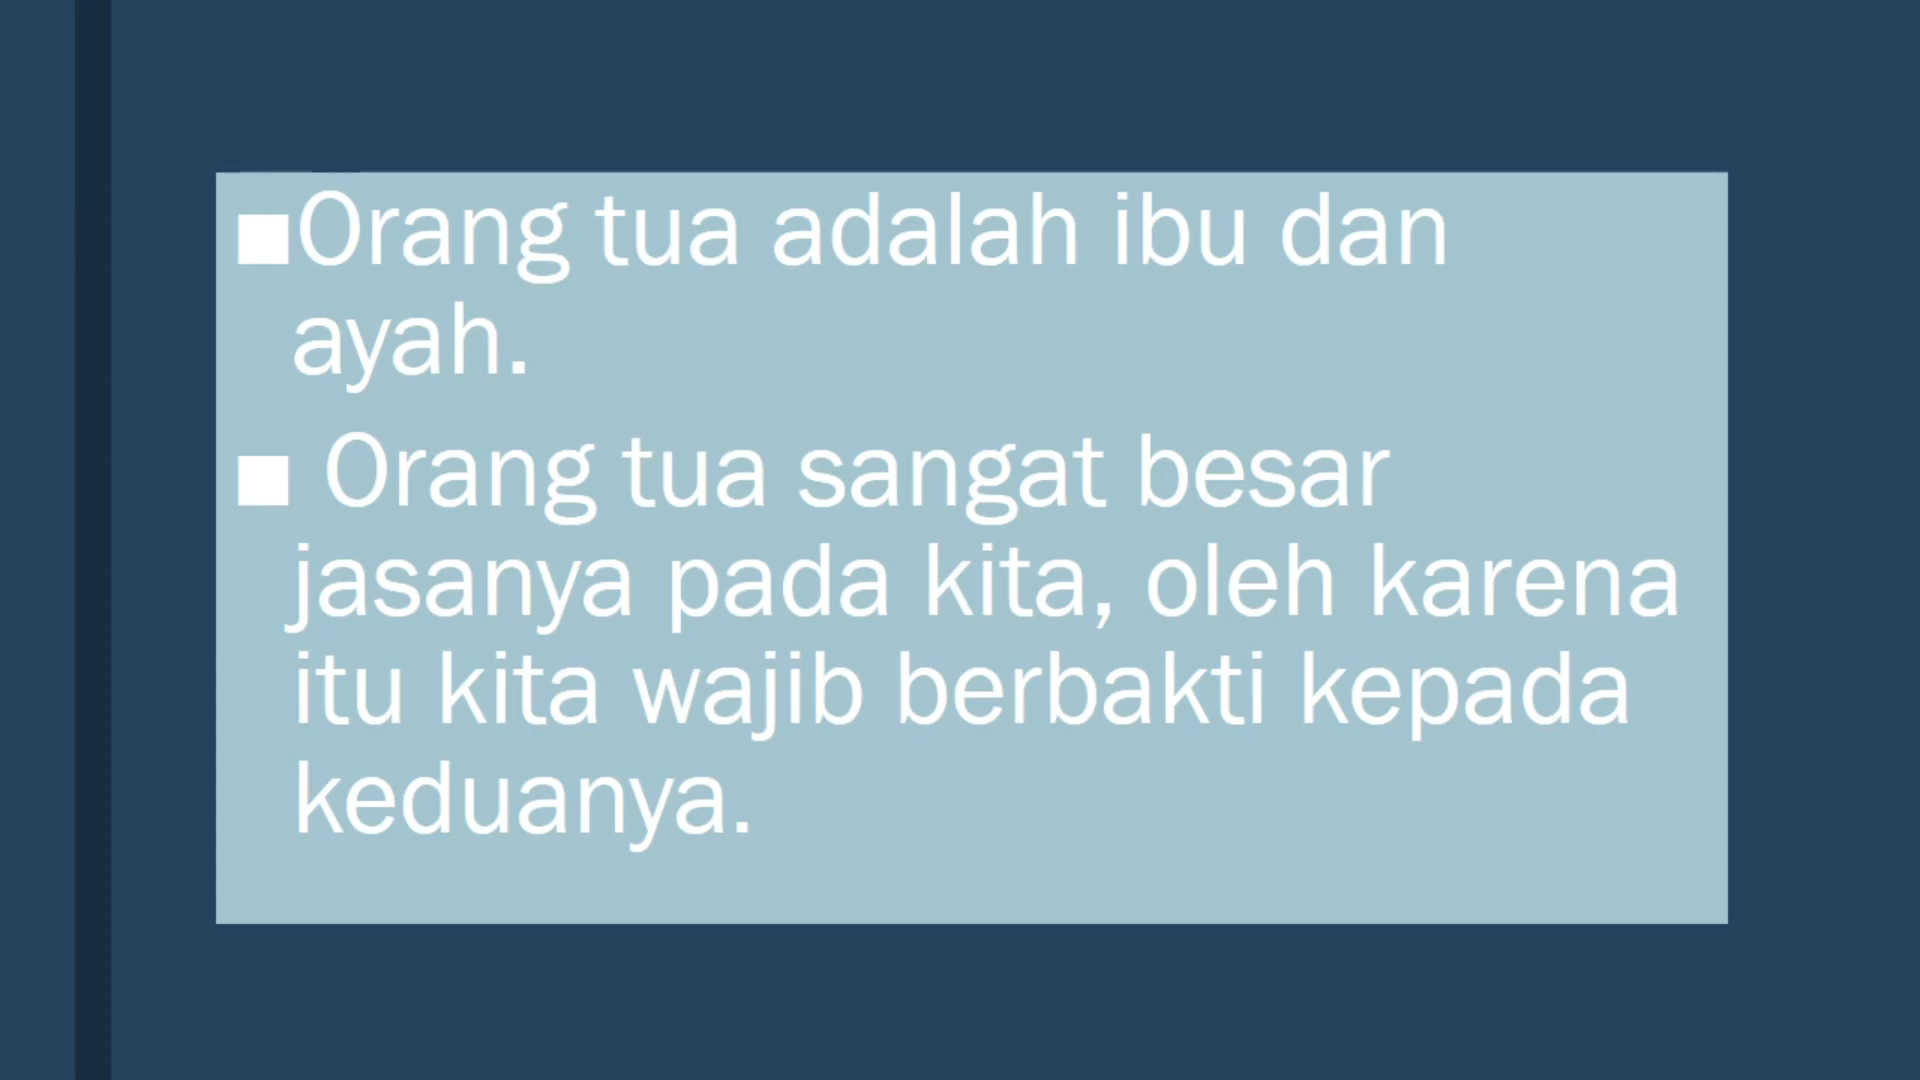 ■Orang tua adalah ibu dan
ayah.
■ Orang tua sangat besar
jasanya pada kita, oleh karena
itu kita wajib berbakti kepada
keduanya.